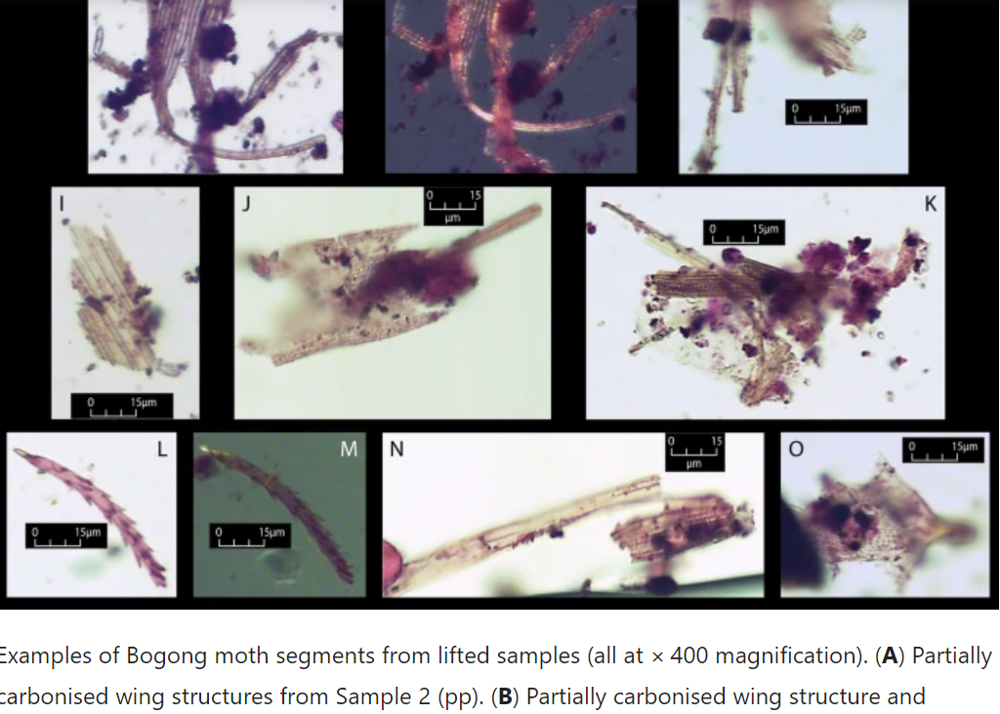 0 15µm
I
0 15µm
J
0 15
µm
K
0 15µm
L
0 15µm
M
0 15µm
N
0 15
µm
O
0 15µm
Examples of Bogong moth segments from lifted samples (all at × 400 magnification). (A) Partially
carbonised wing structures from Sample 2 (pp). (B) Partially carbonised wing structure and